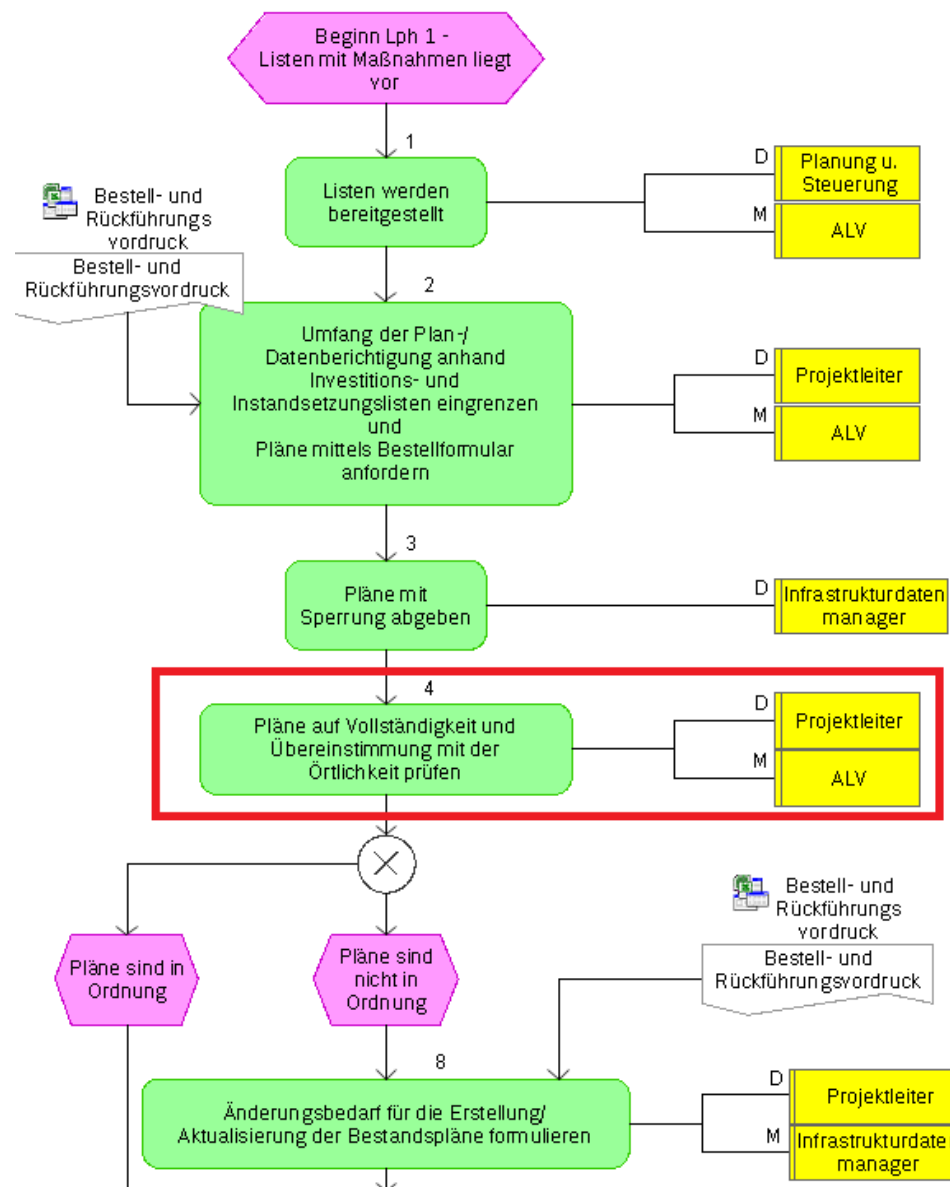 Beginn Lph 1 -
Listen mit Maßnahmen liegt
vor
1
Listen werden
bereitgestellt
D
Planung u.
Steuerung
M
ALV
Bestell- und
Rückführungs
vordruck
Bestell- und
Rückführungsvordruck
2
Umfang der Plan-/
Datenberichtigung anhand
Investitions- und
Instandsetzungslisten eingrenzen
und
Pläne mittels Bestellformular
anfordern
D
Projektleiter
M
ALV
3
Pläne mit
Sperrung abgeben
D
Infrastrukturdaten
manager
4
Pläne auf Vollständigkeit und
Übereinstimmung mit der
Örtlichkeit prüfen
D
Projektleiter
M
ALV
Pläne sind in
Ordnung
Pläne sind
nicht in
Ordnung
Bestell- und
Rückführungs
vordruck
Bestell- und
Rückführungsvordruck
8
Änderungsbedarf für die Erstellung/
Aktualisierung der Bestandspläne formulieren
D
Projektleiter
M
Infrastrukturdate
manager